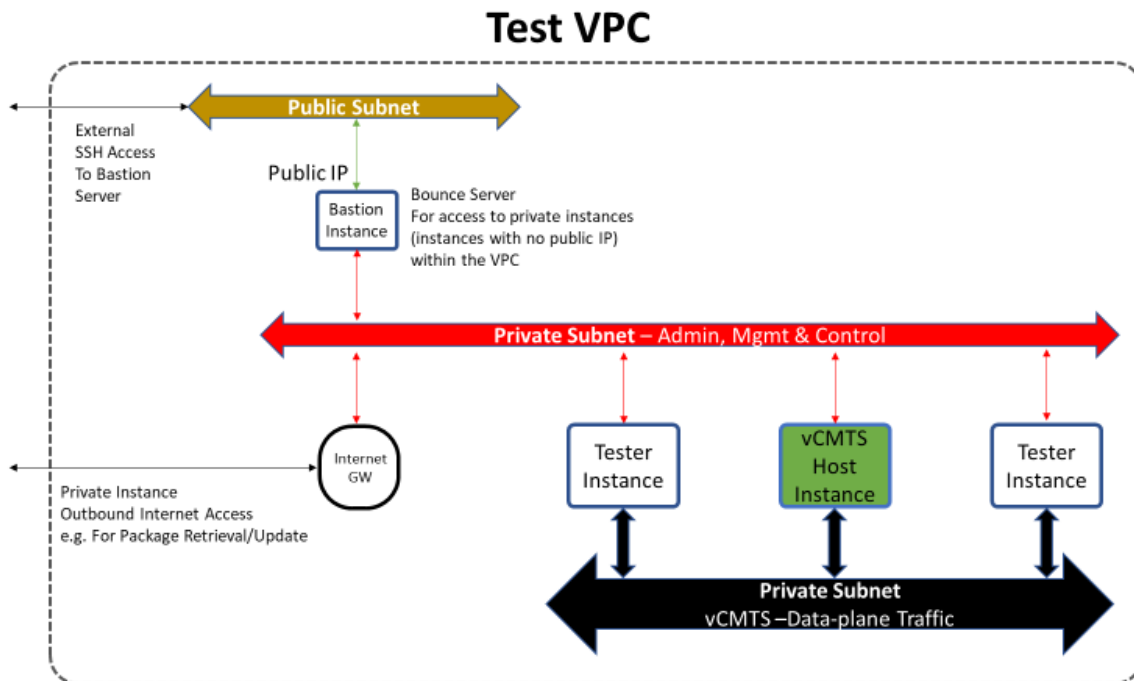 Test VPC
Public Subnet
External
SSH Access
To Bastion
Server
Public IP
Bastion
Instance
Bounce Server
For access to private instances
(instances with no public IP)
within the VPC
Private Subnet – Admin, Mgmt & Control
Internet
GW
Tester
Instance
vCMTS
Host
Instance
Tester
Instance
Private Instance
Outbound Internet Access
e.g. For Package Retrieval/Update
Private Subnet
vCMTS –Data-plane Traffic